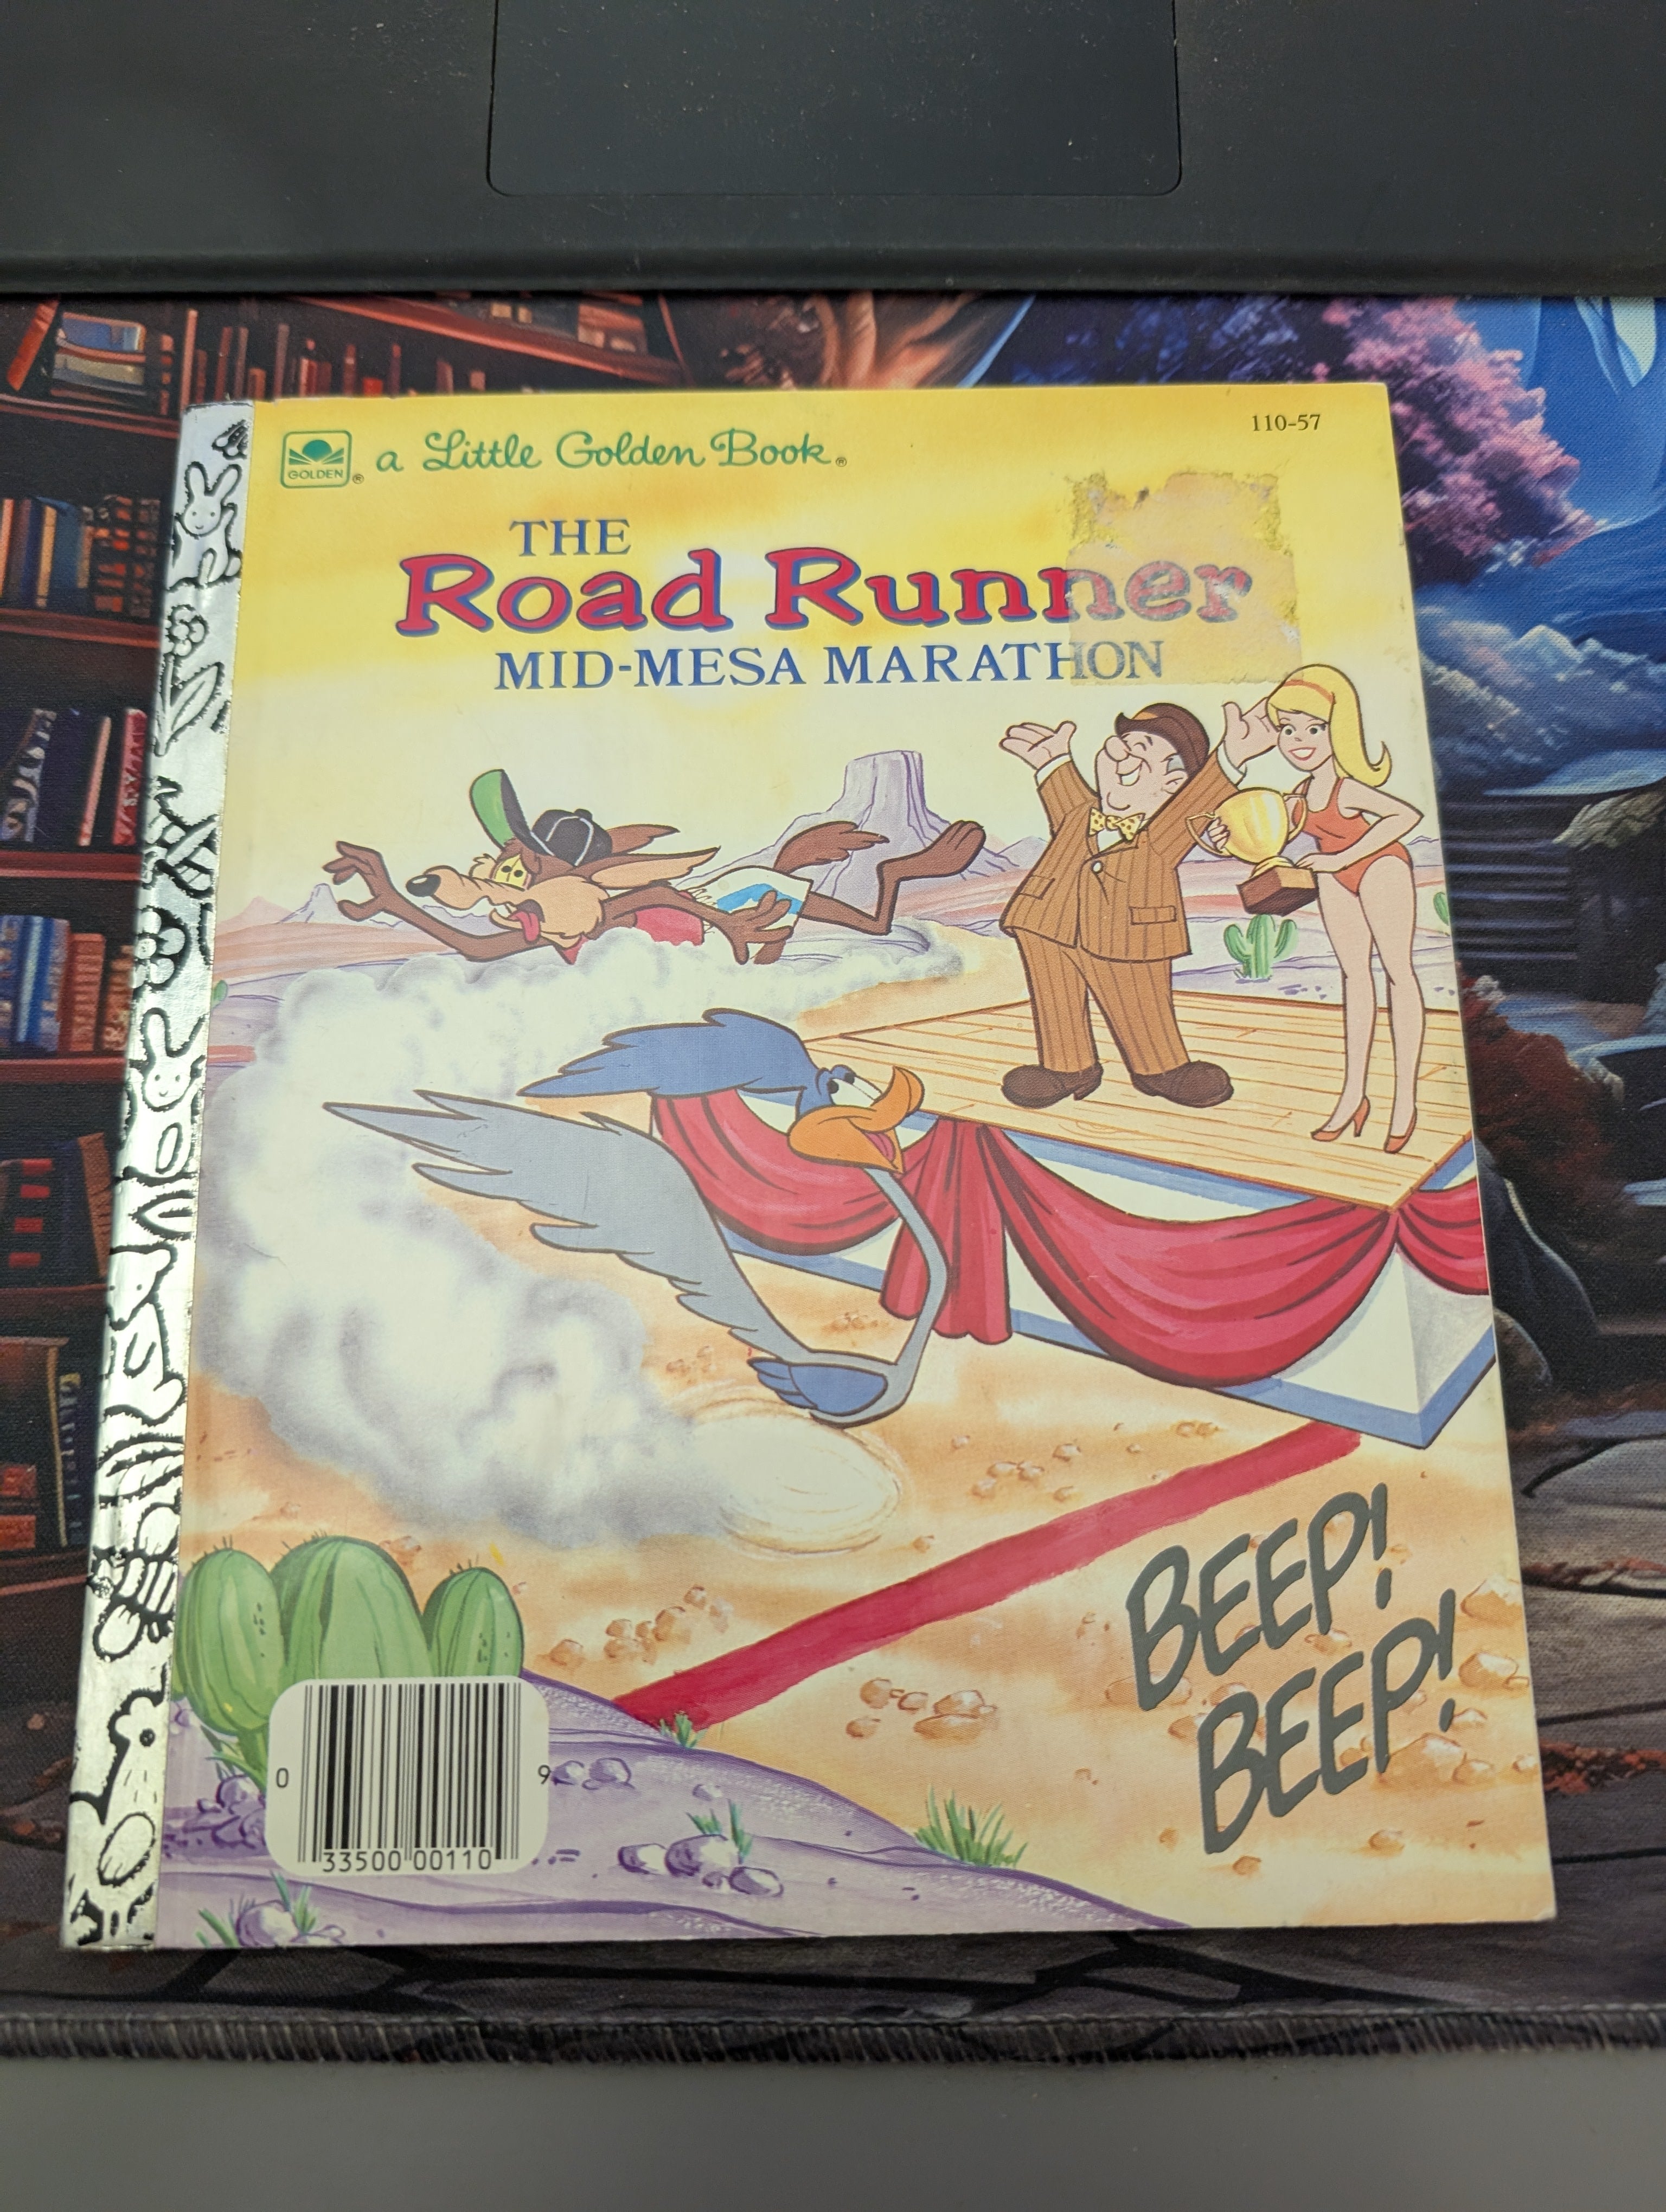 110-57
GOLDEN® a Little Golden Book®
THE
Road Runner
MID-MESA MARATHON
BEEP!
BEEP!
0 33500 00110 9